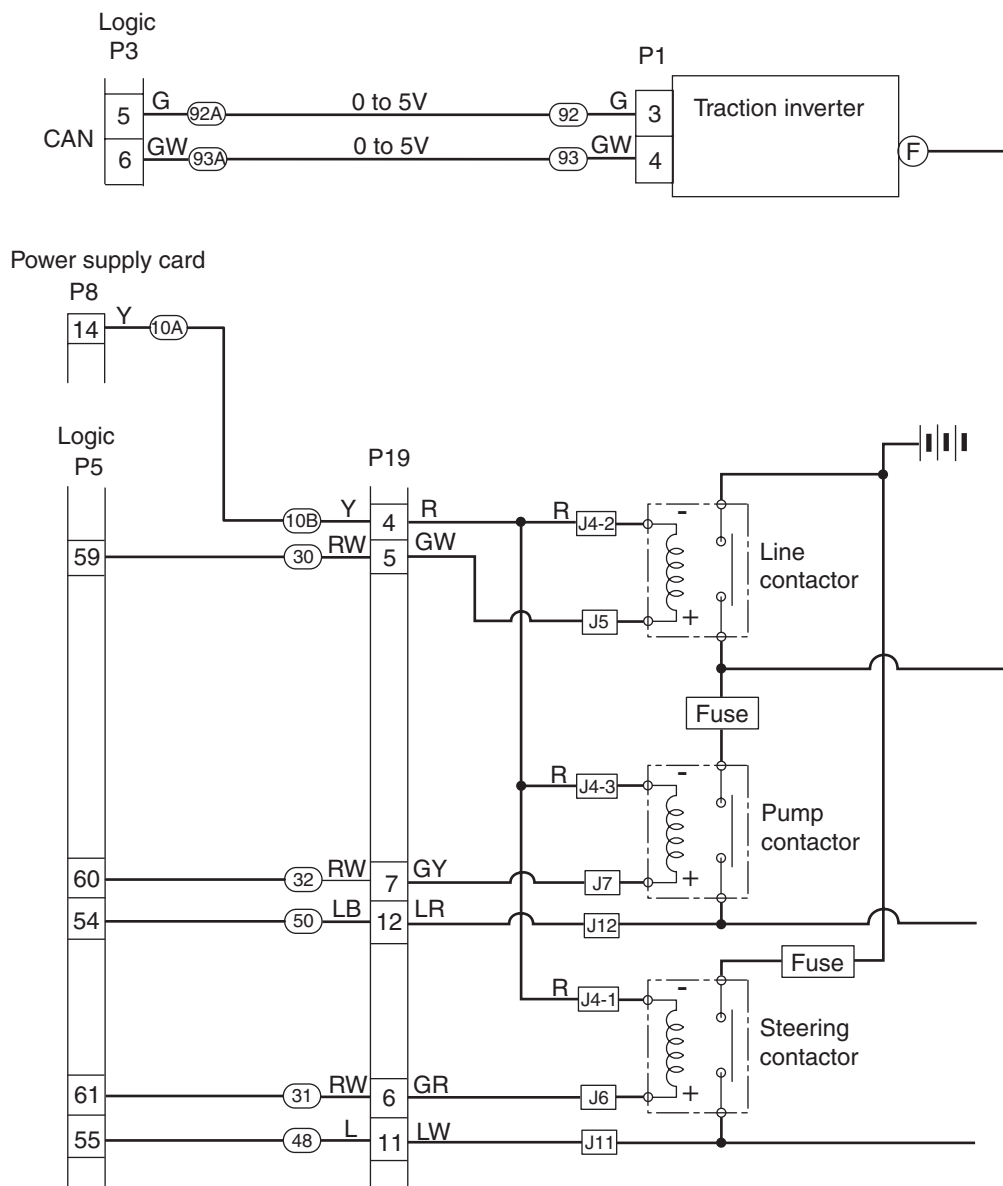 Logic
P3
P1
5 G 92A 0 to 5V 92 G 3 Traction inverter
CAN
6 GW 93A 0 to 5V 93 GW 4
F
Power supply card
P8
14 Y 10A
Logic
P5
P19
10B Y 4 R R J4-2 -
59 30 RW 5 GW
Line
contactor
J5 +
Fuse
R J4-3 -
Pump
contactor
60 32 RW 7 GY J7 +
54 50 LB 12 LR J12
Fuse
R J4-1 -
Steering
contactor
61 31 RW 6 GR J6 +
55 48 L 11 LW J11